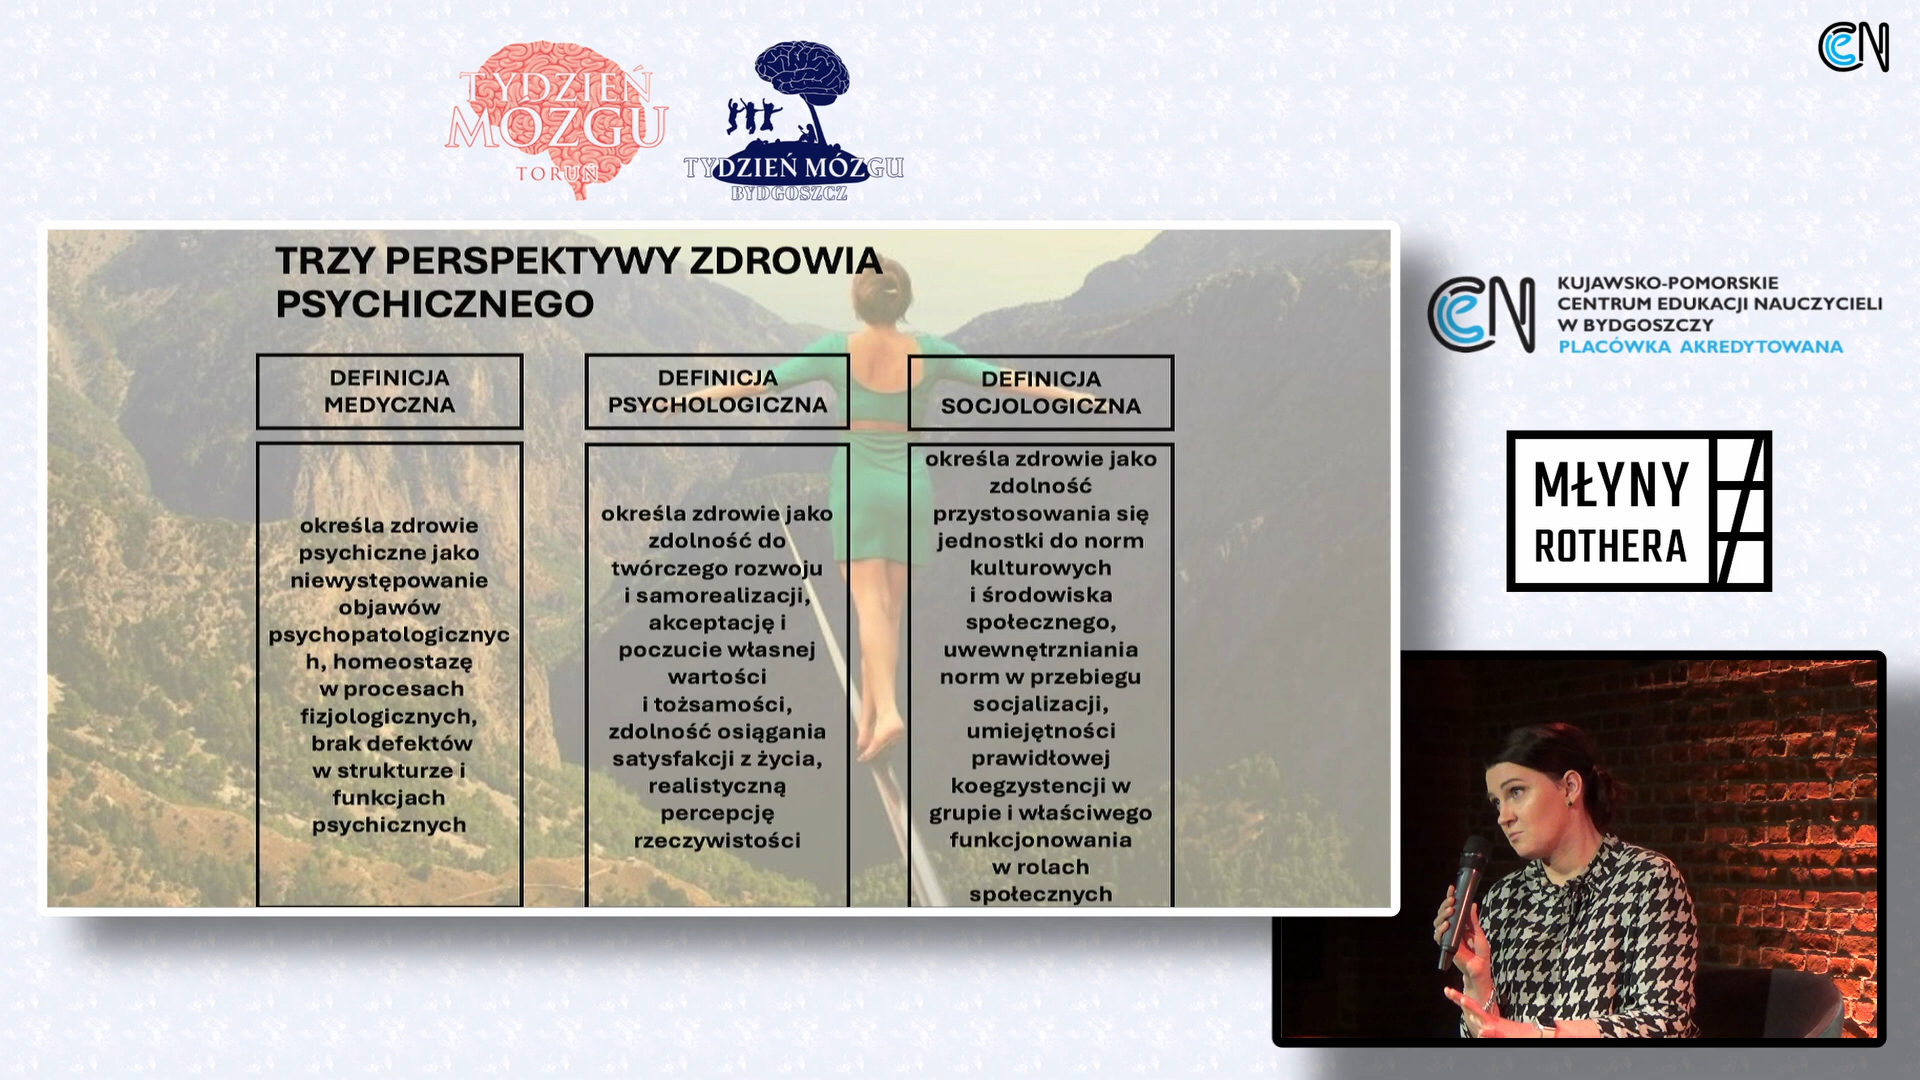 CEN
TYDZIEŃ
MÓZGU
TORUŃ
TYDZIEŃ MÓZGU
BYDGOSZCZ
TRZY PERSPEKTYWY ZDROWIA
PSYCHICZNEGO
DEFINICJA
MEDYCZNA
określa zdrowie
psychiczne jako
niewystępowanie
objawów
psychopatologicznyc
h, homeostazę
w procesach
fizjologicznych,
brak defektów
w strukturze i
funkcjach
psychicznych
DEFINICJA
PSYCHOLOGICZNA
określa zdrowie jako
zdolność do
twórczego rozwoju
i samorealizacji,
akceptację i
poczucie własnej
wartości
i tożsamości,
zdolność osiągania
satysfakcji z życia,
realistyczną
percepcję
rzeczywistości
DEFINICJA
SOCJOLOGICZNA
określa zdrowie jako
zdolność
przystosowania się
jednostki do norm
kulturowych
i środowiska
społecznego,
uwewnętrzniania
norm w przebiegu
socjalizacji,
umiejętności
prawidłowej
koegzystencji w
grupie i właściwego
funkcjonowania
w rolach
społecznych
CEN
KUJAWSKO-POMORSKIE
CENTRUM EDUKACJI NAUCZYCIELI
W BYDGOSZCZY
PLACÓWKA AKREDYTOWANA
MŁYNY
ROTHERA